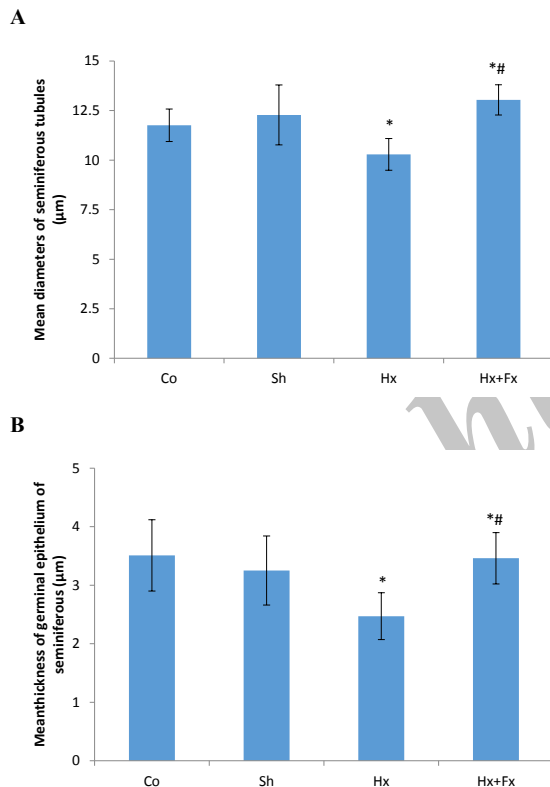 A
Mean diameters of seminiferous tubules
(µm)
15
12.5
10
7.5
5
2.5
0
*
*#
Co Sh Hx Hx+Fx
B
Meanthickness of germinal epithelium of
seminiferous (µm)
5
4
3
2
1
0
*
*#
Co Sh Hx Hx+Fx